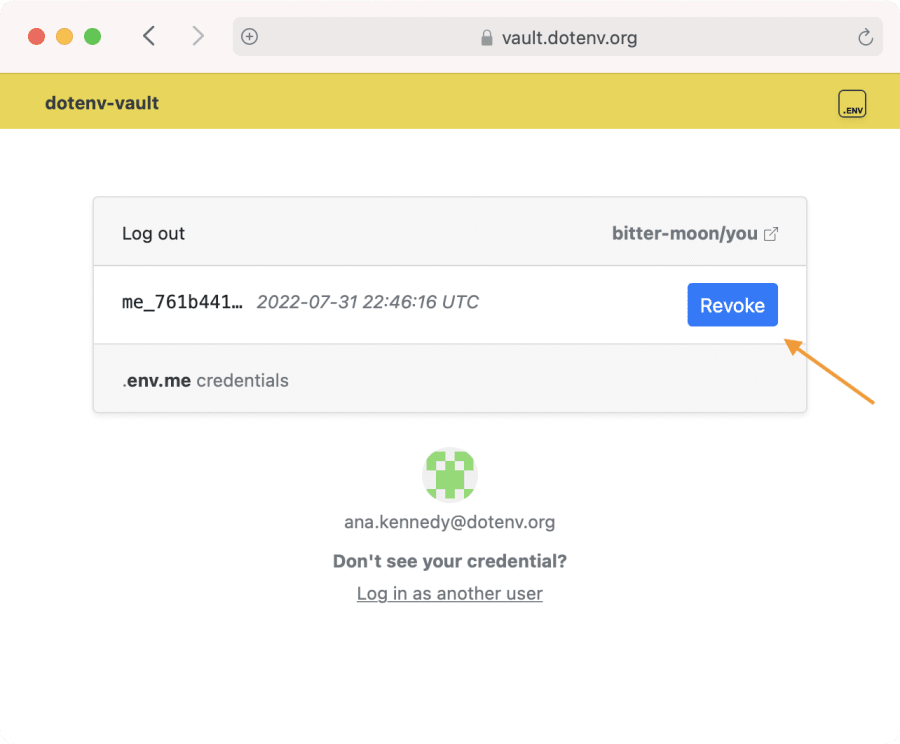 vault.dotenv.org
dotenv-vault
.ENV
Log out bitter-moon/you
me_761b441… 2022-07-31 22:46:16 UTC Revoke
.env.me credentials
ana.kennedy@dotenv.org
Don't see your credential?
Log in as another user